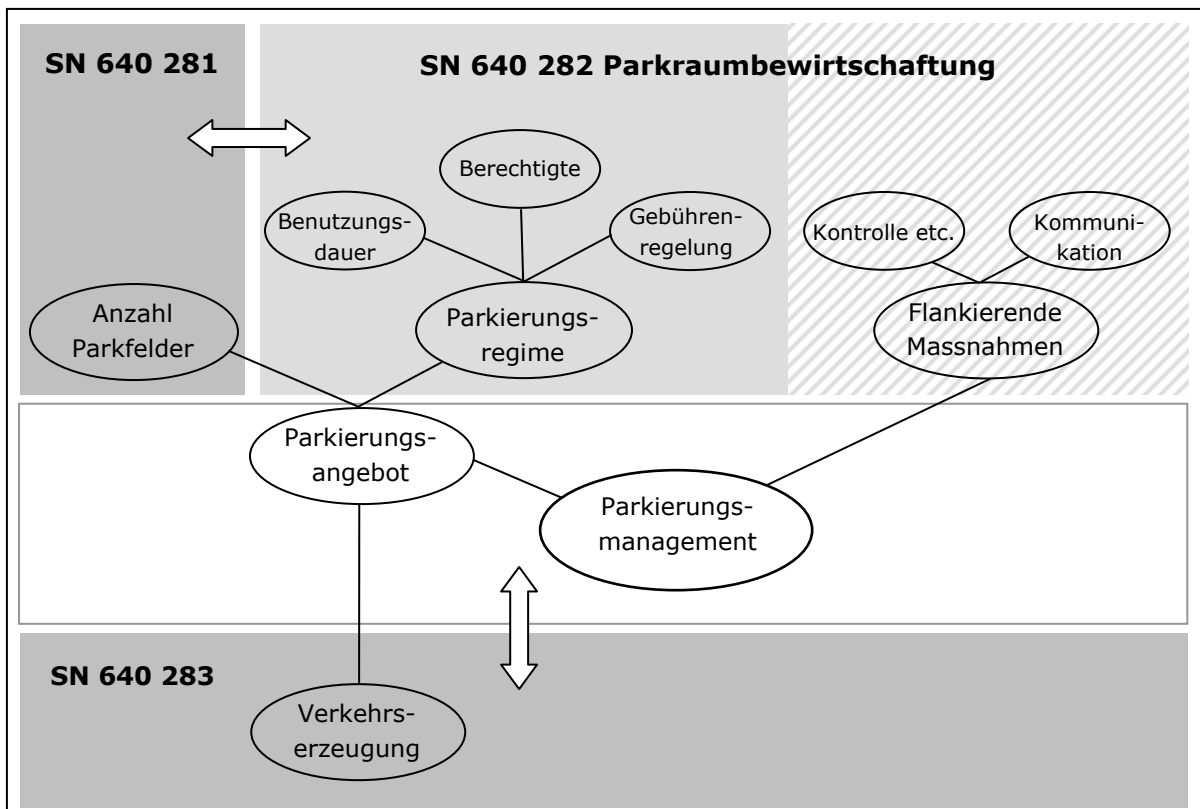 SN 640 281
SN 640 282 Parkraumbewirtschaftung
Berechtigte
Benutzungs-
dauer
Gebühren-
regelung
Kontrolle etc.
Kommuni-
kation
Anzahl
Parkfelder
Parkierungs-
regime
Flankierende
Massnahmen
Parkierungs-
angebot
Parkierungs-
management
SN 640 283
Verkehrs-
erzeugung